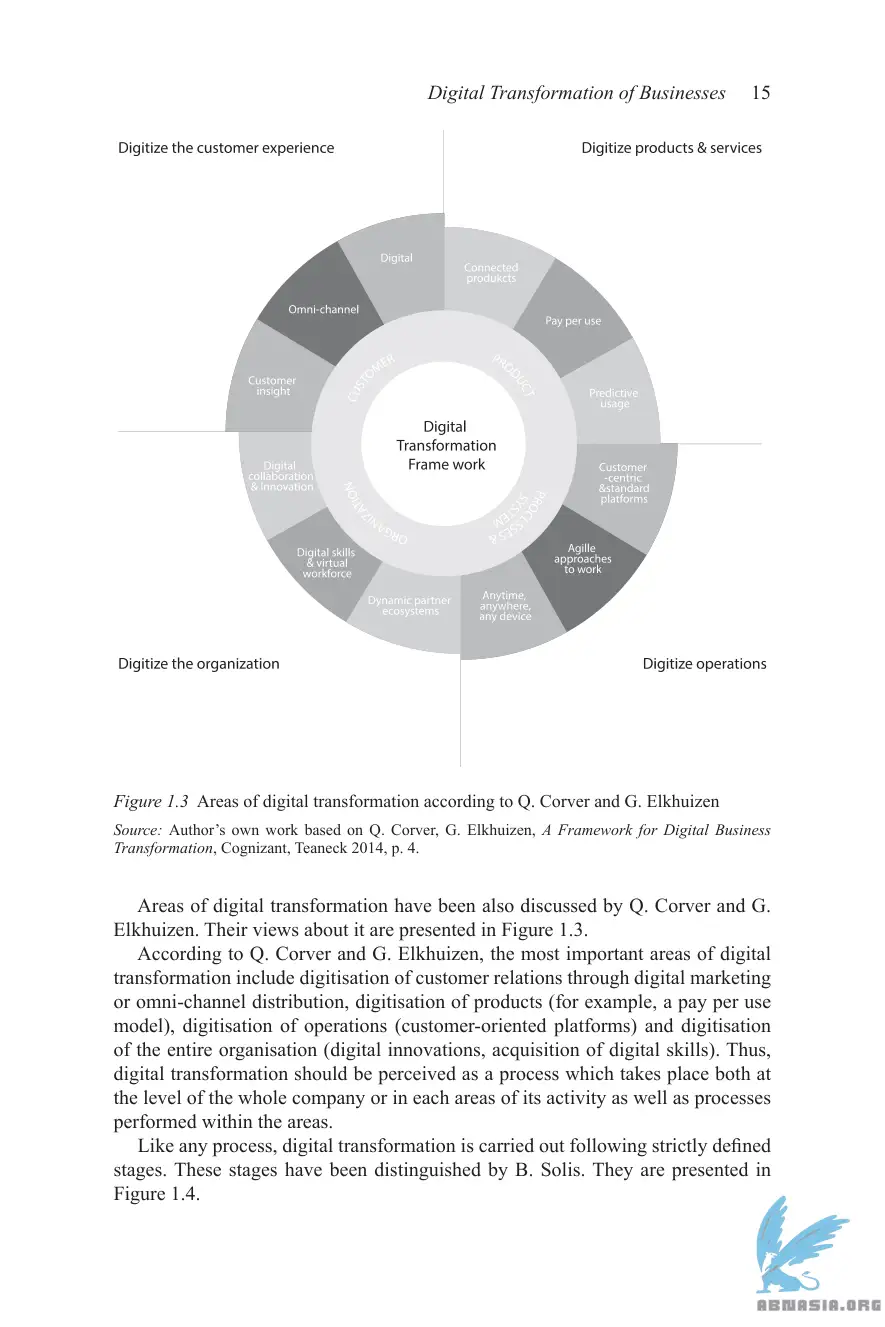 Digital Transformation of Businesses 15
Digitize the customer experience
Digitize products & services
Digital
Omni-channel
Customer
insight
Connected
produkcts
Pay per use
Predictive
usage
CUSTOMER
PRODUCT
Digital
Transformation
Frame work
ORGANIZATION
PROCESSES &
SYSTEM
Digital
collaboration
& Innovation
Digital skills
& virtual
workforce
Dynamic partner
ecosystems
Customer
-centric
&standard
platforms
Agille
approaches
to work
Anytime,
anywhere,
any device
Digitize the organization
Digitize operations
Figure 1.3 Areas of digital transformation according to Q. Corver and G. Elkhuizen
Source: Author’s own work based on Q. Corver, G. Elkhuizen, A Framework for Digital Business
Transformation, Cognizant, Teaneck 2014, p. 4.
Areas of digital transformation have been also discussed by Q. Corver and G.
Elkhuizen. Their views about it are presented in Figure 1.3.
According to Q. Corver and G. Elkhuizen, the most important areas of digital
transformation include digitisation of customer relations through digital marketing
or omni-channel distribution, digitisation of products (for example, a pay per use
model), digitisation of operations (customer-oriented platforms) and digitisation
of the entire organisation (digital innovations, acquisition of digital skills). Thus,
digital transformation should be perceived as a process which takes place both at
the level of the whole company or in each areas of its activity as well as processes
performed within the areas.
Like any process, digital transformation is carried out following strictly defined
stages. These stages have been distinguished by B. Solis. They are presented in
Figure 1.4.
ABNASIA.ORG